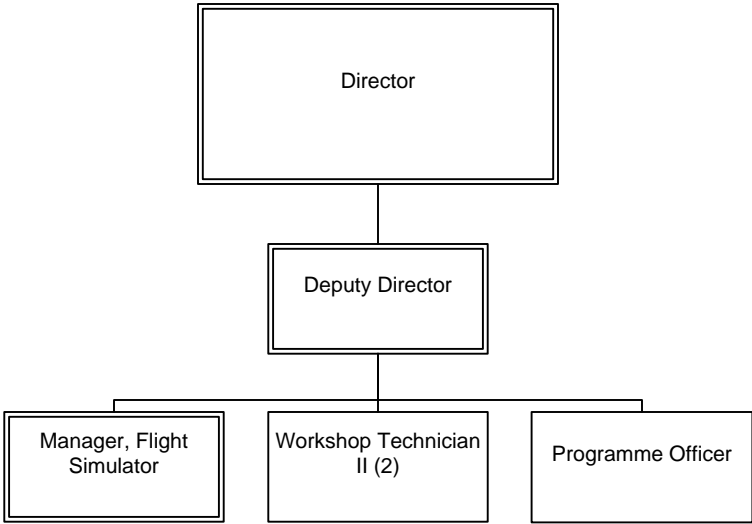 Director
Deputy Director
Manager, Flight
Simulator
Workshop Technician
II (2)
Programme Officer